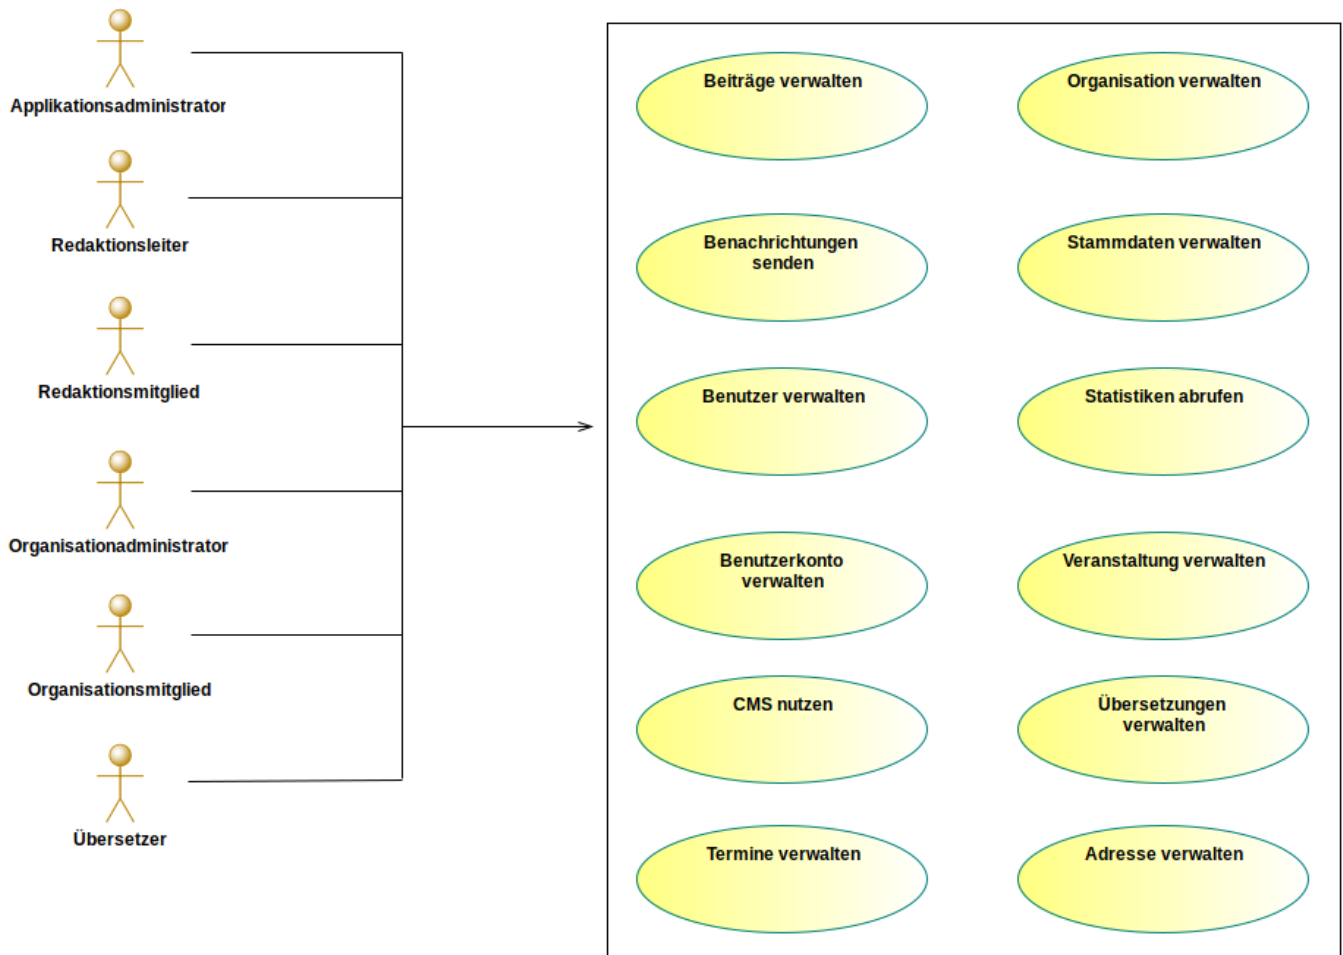 Applikationsadministrator
Redaktionsleiter
Redaktionsmitglied
Organisationadministrator
Organisationsmitglied
Übersetzer
Beiträge verwalten
Organisation verwalten
Benachrichtungen
senden
Stammdaten verwalten
Benutzer verwalten
Statistiken abrufen
Benutzerkonto
verwalten
Veranstaltung verwalten
CMS nutzen
Übersetzungen
verwalten
Termine verwalten
Adresse verwalten